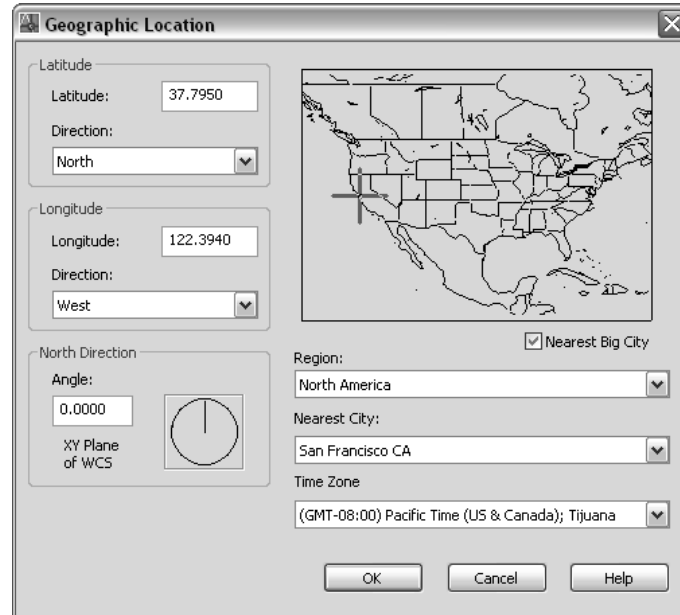 Geographic Location
Latitude
Latitude: 37.7950
Direction:
North
Longitude
Longitude: 122.3940
Direction:
West
North Direction
Angle:
0.0000
XY Plane
of WCS
Nearest Big City
Region:
North America
Nearest City:
San Francisco CA
Time Zone
(GMT-08:00) Pacific Time (US & Canada); Tijuana
OK Cancel Help